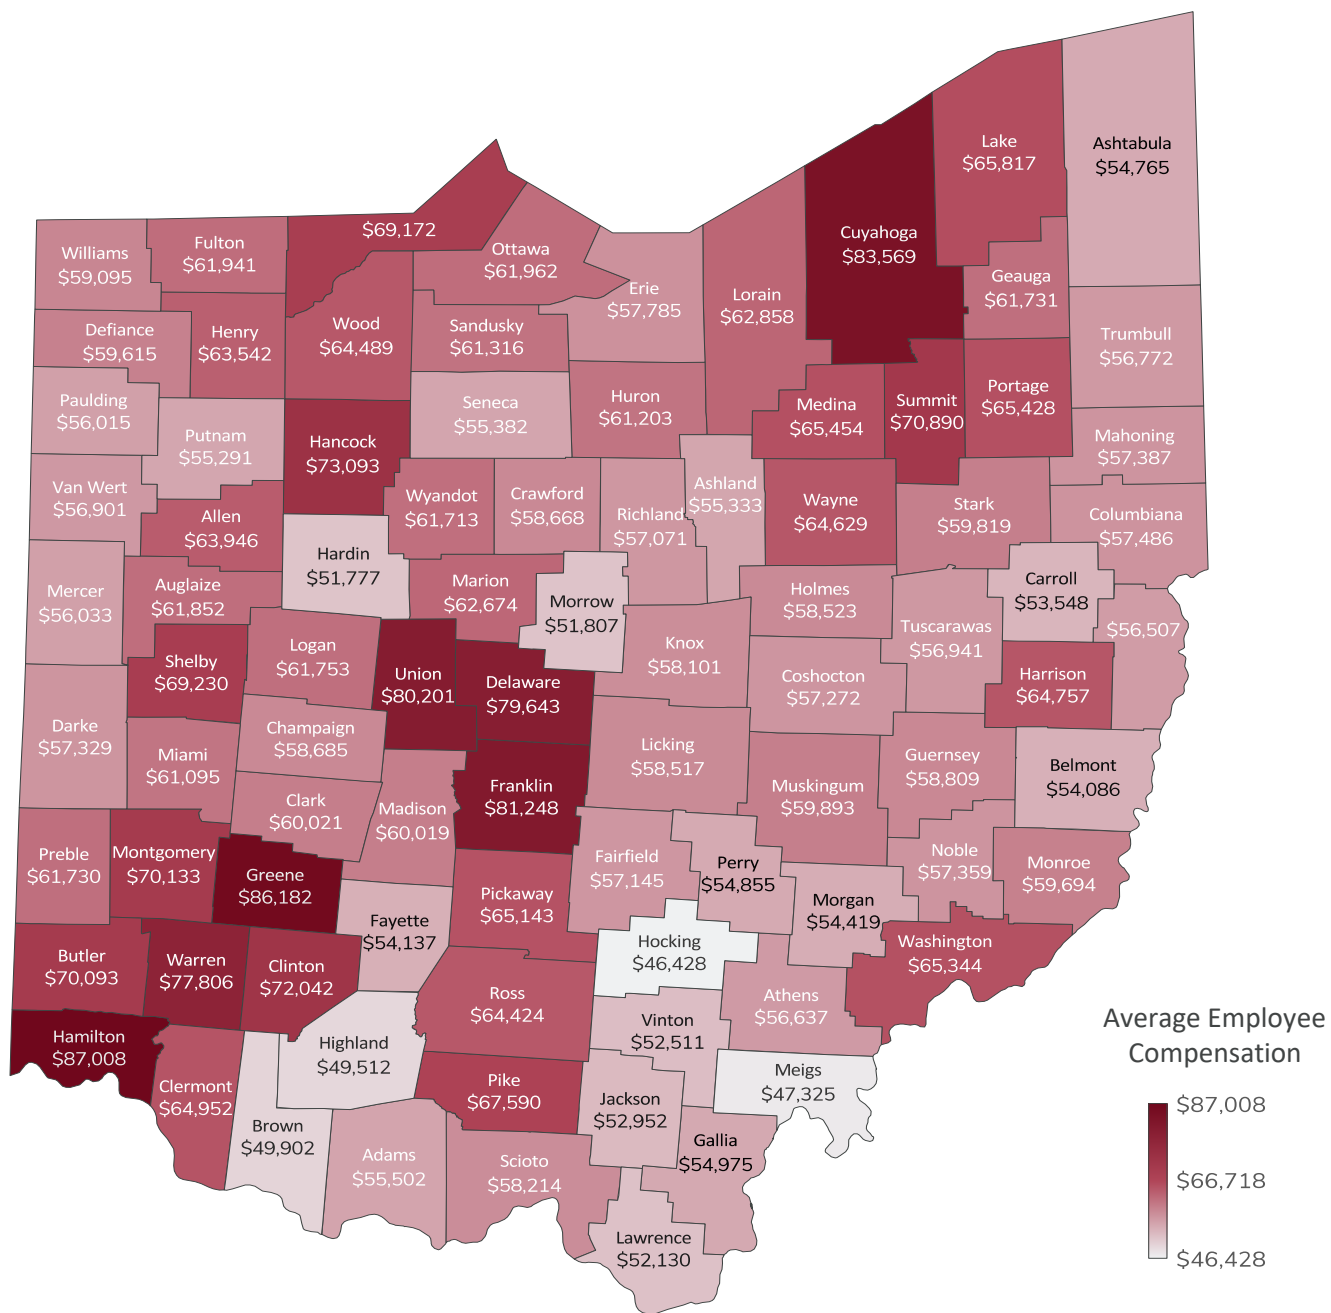 Lake
$65,817
Ashtabula
$54,765
$69,172
Williams
$59,095
Fulton
$61,941
Ottawa
$61,962
Cuyahoga
$83,569
Geauga
$61,731
Erie
$57,785
Lorain
$62,858
Defiance
$59,615
Henry
$63,542
Wood
$64,489
Sandusky
$61,316
Trumbull
$56,772
Paulding
$56,015
Seneca
$55,382
Huron
$61,203
Medina
$65,454
Summit
$70,890
Portage
$65,428
Putnam
$55,291
Hancock
$73,093
Mahoning
$57,387
Van Wert
$56,901
Allen
$63,946
Wyandot
$61,713
Crawford
$58,668
Richland
$57,071
Ashland
$55,333
Wayne
$64,629
Stark
$59,819
Columbiana
$57,486
Hardin
$51,777
Mercer
$56,033
Auglaize
$61,852
Marion
$62,674
Morrow
$51,807
Holmes
$58,523
Carroll
$53,548
Tuscarawas
$56,941
$56,507
Shelby
$69,230
Logan
$61,753
Union
$80,201
Delaware
$79,643
Knox
$58,101
Coshocton
$57,272
Harrison
$64,757
Darke
$57,329
Miami
$61,095
Champaign
$58,685
Licking
$58,517
Guernsey
$58,809
Belmont
$54,086
Clark
$60,021
Madison
$60,019
Franklin
$81,248
Muskingum
$59,893
Preble
$61,730
Montgomery
$70,133
Greene
$86,182
Fairfield
$57,145
Perry
$54,855
Noble
$57,359
Monroe
$59,694
Fayette
$54,137
Pickaway
$65,143
Morgan
$54,419
Butler
$70,093
Warren
$77,806
Clinton
$72,042
Hocking
$46,428
Washington
$65,344
Ross
$64,424
Athens
$56,637
Hamilton
$87,008
Highland
$49,512
Vinton
$52,511
Clermont
$64,952
Pike
$67,590
Jackson
$52,952
Meigs
$47,325
Brown
$49,902
Adams
$55,502
Scioto
$58,214
Gallia
$54,975
Lawrence
$52,130
Average Employee
Compensation
$87,008
$66,718
$46,428